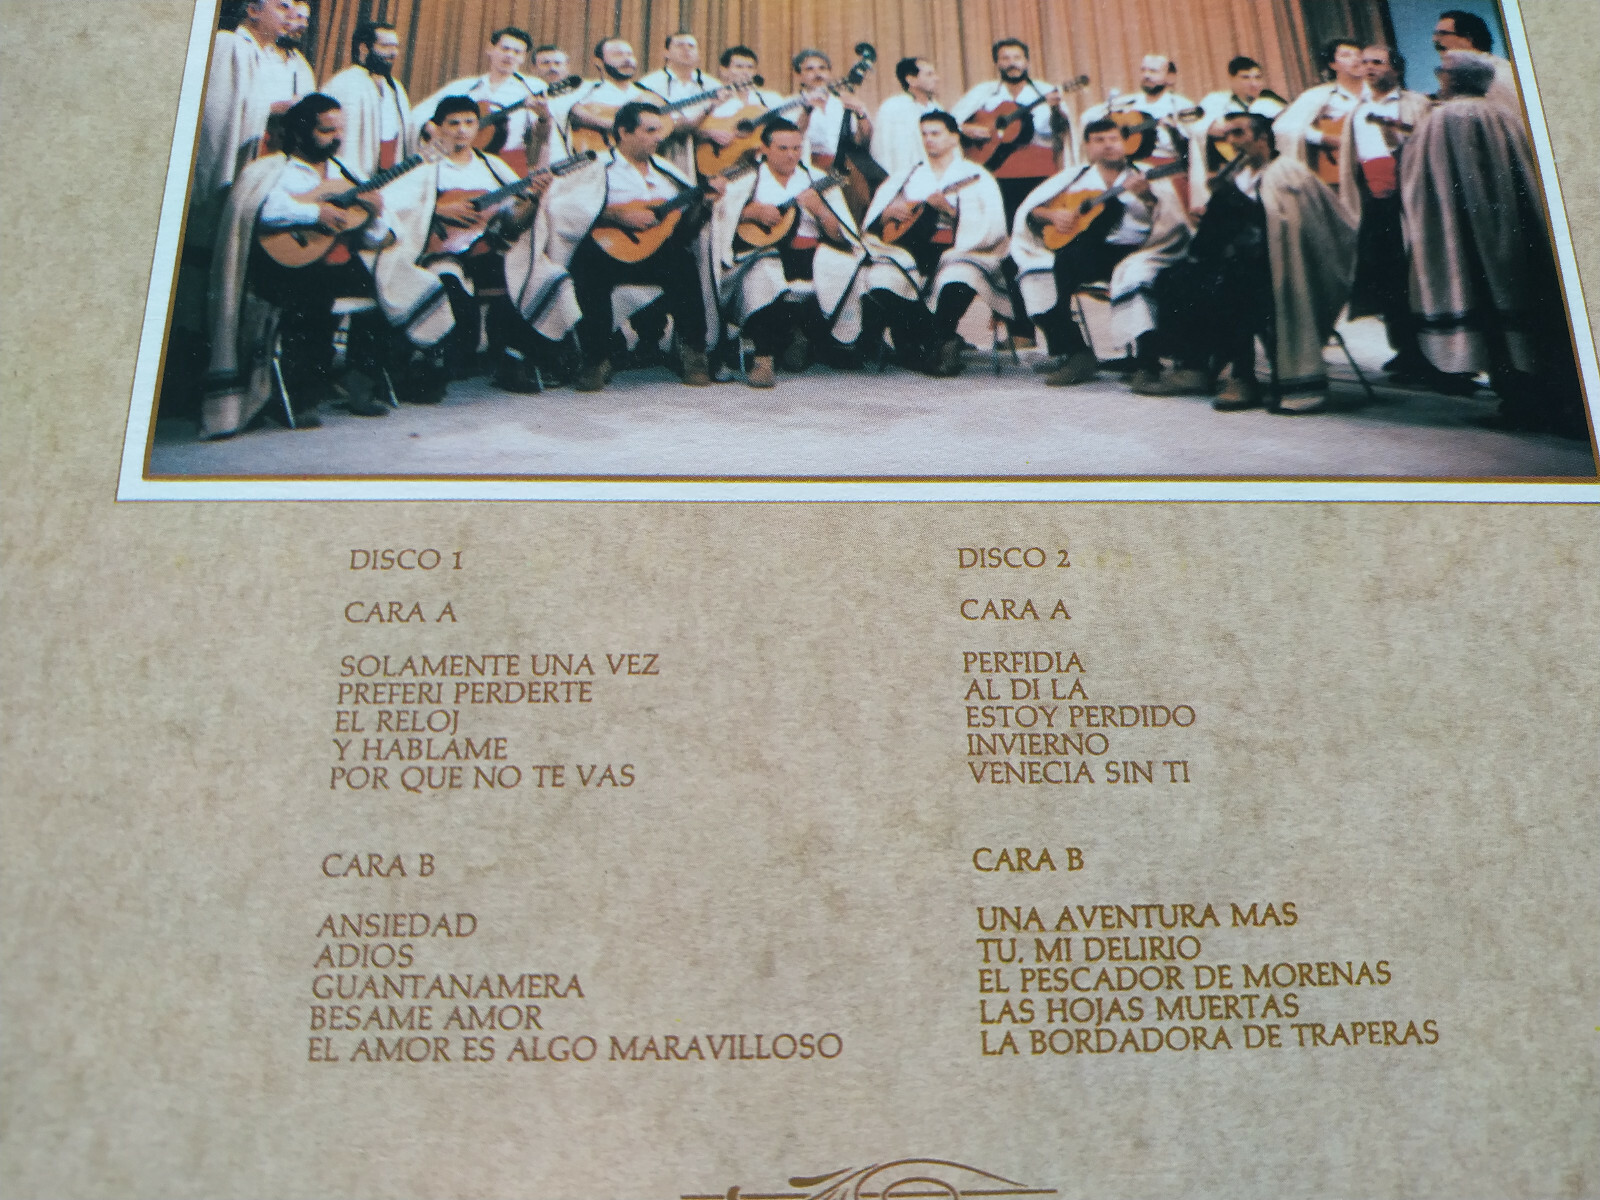 DISCO 1
CARA A
SOLAMENTE UNA VEZ
PREFERI PERDERTE
EL RELOJ
Y HABLAME
POR QUE NO TE VAS
CARA B
ANSIEDAD
ADIOS
GUANTANAMERA
BESAME AMOR
EL AMOR ES ALGO MARAVILLOSO
DISCO 2
CARA A
PERFIDIA
AL DI LA
ESTOY PERDIDO
INVIERNO
VENECIA SIN TI
CARA B
UNA AVENTURA MAS
TU. MI DELIRIO
EL PESCADOR DE MORENAS
LAS HOJAS MUERTAS
LA BORDADORA DE TRAPERAS